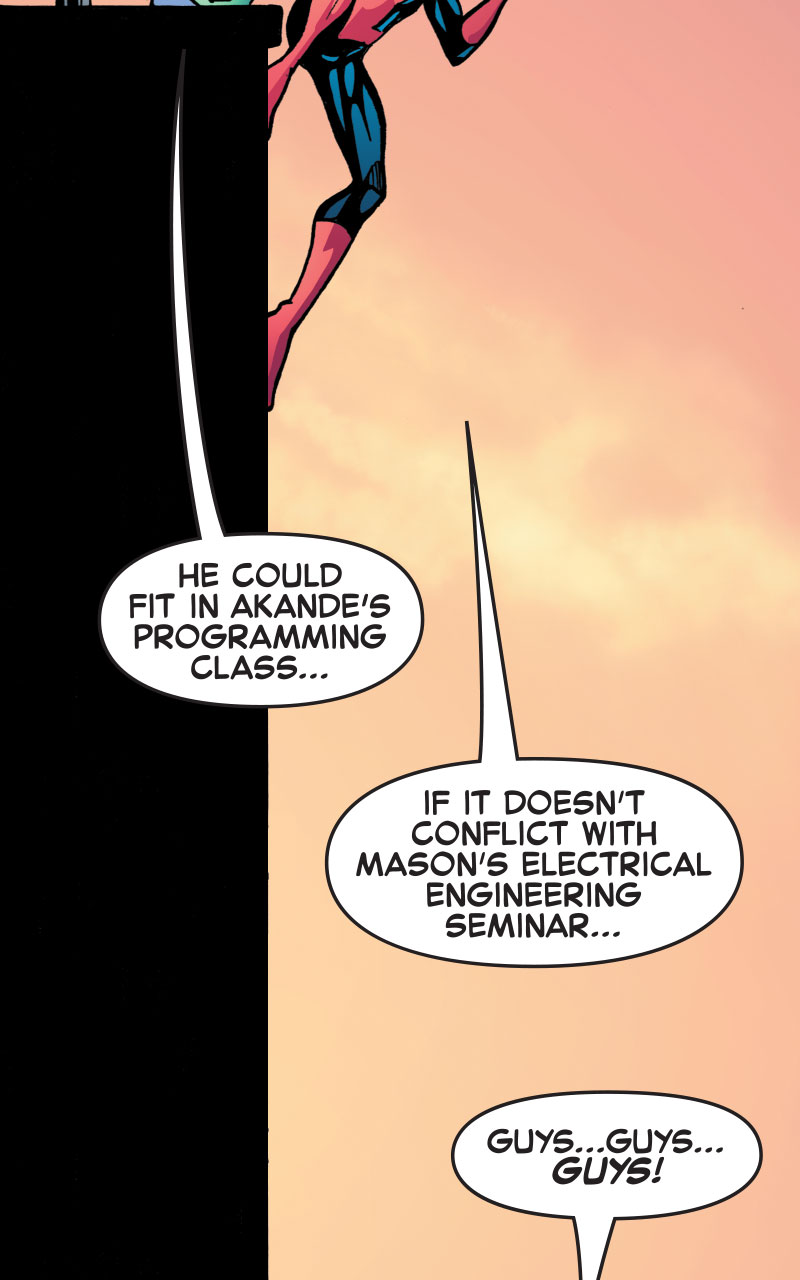 HE COULD
FIT IN AKANDE'S
PROGRAMMING
CLASS...
IF IT DOESN'T
CONFLICT WITH
MASON'S ELECTRICAL
ENGINEERING
SEMINAR...
GUYS...GUYS...
GUYS!